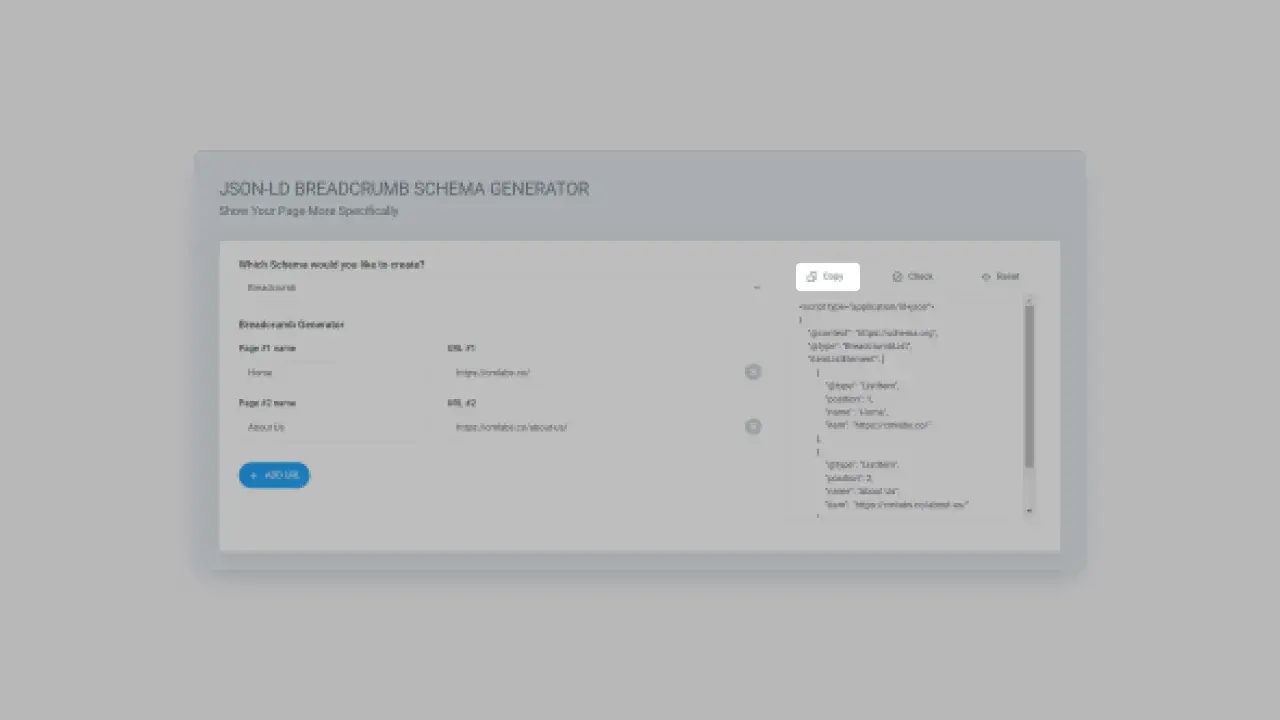 JSON-LD BREADCRUMB SCHEMA GENERATOR
Show Your Page More Specifically
Which Schema would you like to create?
Breadcrumb
Breadcrumb Generator
Page #1 name
URL #1
Home
https://cmlabs.co/
Page #2 name
URL #2
About Us
https://cmlabs.co/about-us/
+ ADD URL
Copy
Check
Reset
<script type="application/ld+json">
{
"@context": "https://schema.org",
"@type": "BreadcrumbList",
"itemListElement": [
{
"@type": "ListItem",
"position": 1,
"name": "Home",
"item": "https://cmlabs.co/"
},
{
"@type": "ListItem",
"position": 2,
"name": "About Us",
"item": "https://cmlabs.co/about-us/"
}